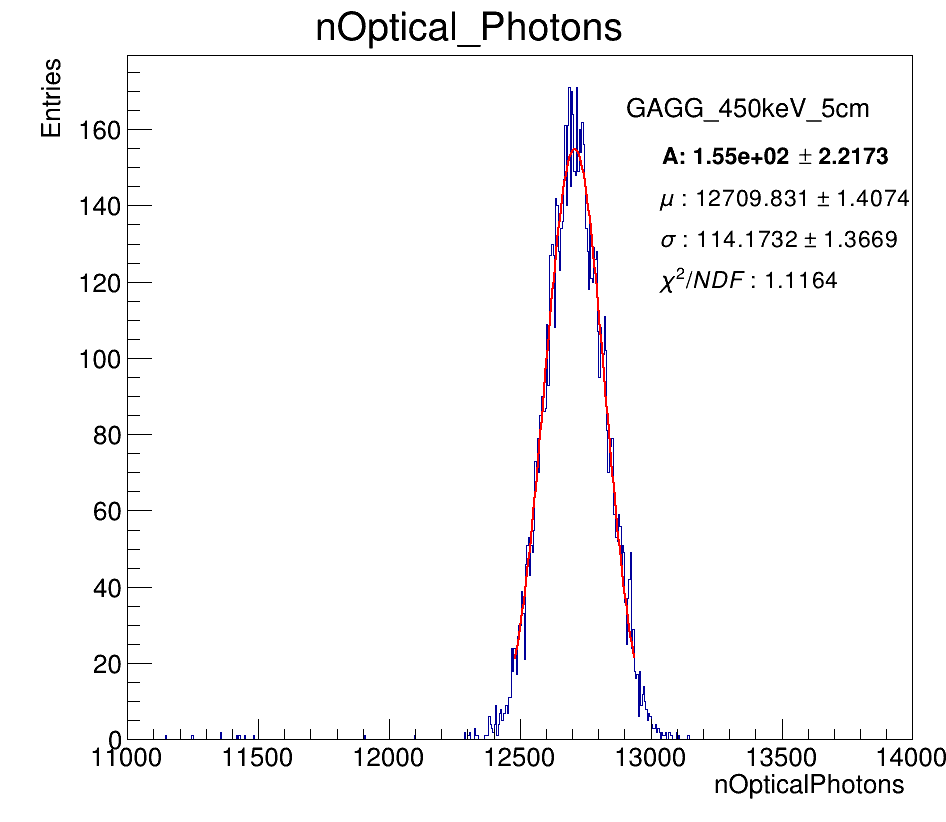 nOptical_Photons
Entries
GAGG_450keV_5cm
A: 1.55e+02 ± 2.2173
μ : 12709.831 ± 1.4074
σ : 114.1732 ± 1.3669
χ²/NDF : 1.1164
160
140
120
100
80
60
40
20
0
11000 11500 12000 12500 13000 13500 14000
nOpticalPhotons